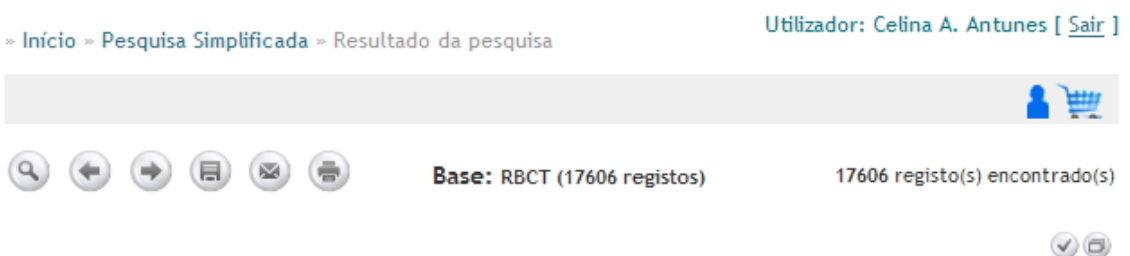 Utilizador: Celina A. Antunes [ Sair ]
» Início » Pesquisa Simplificada » Resultado da pesquisa
Base: RBCT (17606 registos) 17606 registo(s) encontrado(s)